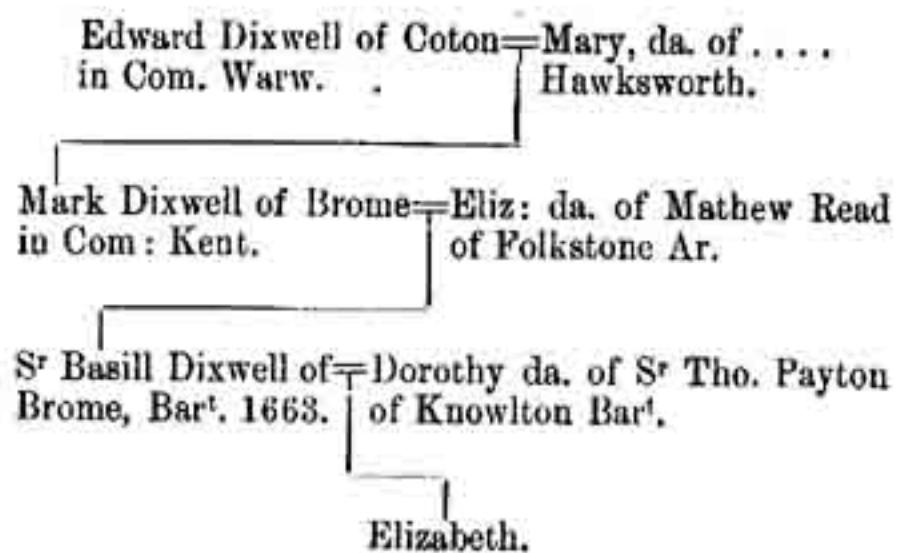 Edward Dixwell of Coton=Mary, da. of . . . .
in Com. Warw. . Hawksworth.
Mark Dixwell of Brome=Eliz: da. of Mathew Read
in Com: Kent. of Folkstone Ar.
Sʳ Basill Dixwell of=Dorothy da. of Sʳ Tho. Payton
Brome, Barᵗ. 1663. of Knowlton Barᵗ.
Elizabeth.